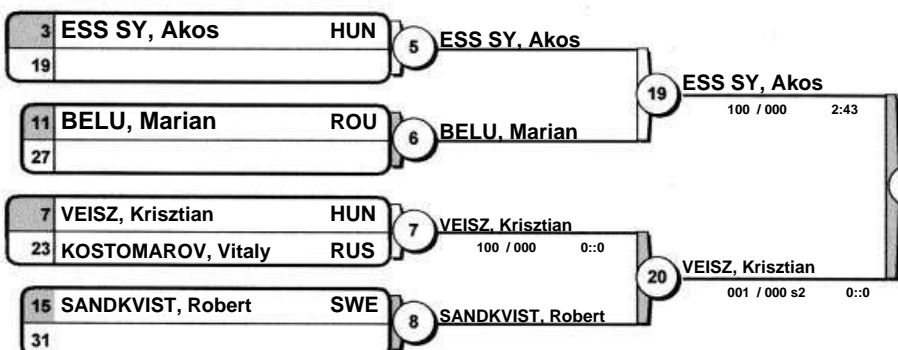 3 ESS SY, Akos HUN
19
5 ESS SY, Akos
11 BELU, Marian ROU
27
6 BELU, Marian
19 ESS SY, Akos
100 / 000 2:43
7 VEISZ, Krisztian HUN
23 KOSTOMAROV, Vitaly RUS
7 VEISZ, Krisztian
100 / 000 0::0
15 SANDKVIST, Robert SWE
31
8 SANDKVIST, Robert
20 VEISZ, Krisztian
001 / 000 s2 0::0